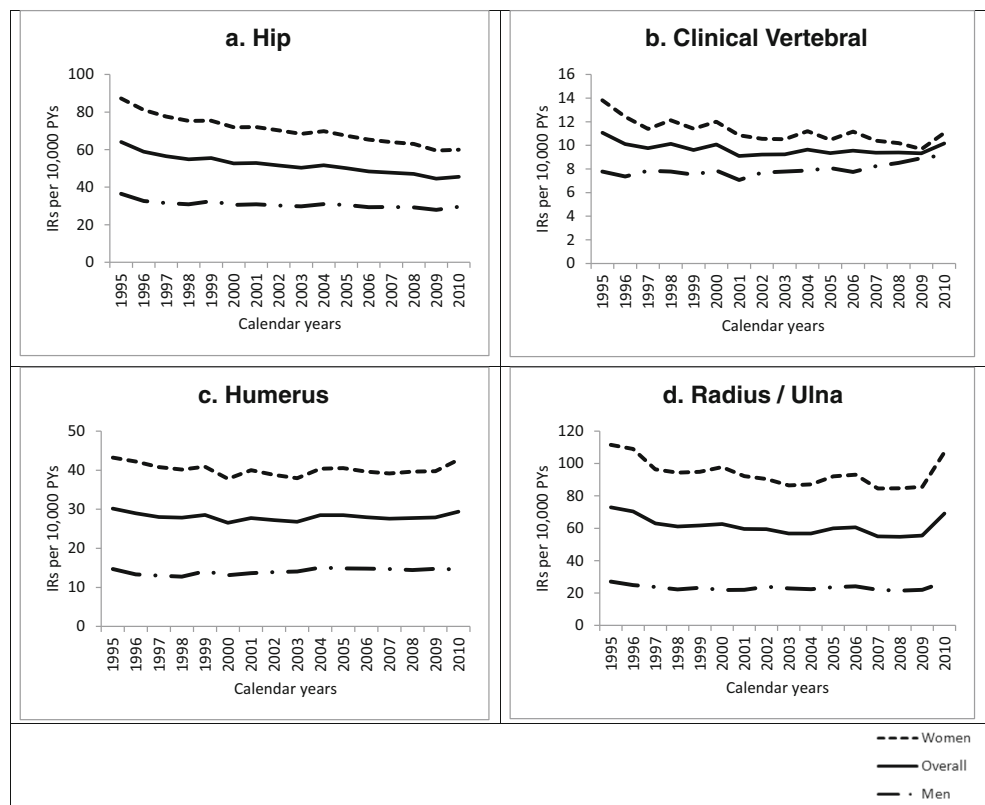 a. Hip
IRs per 10,000 PYs
100
80
60
40
20
0
1995 1996 1997 1998 1999 2000 2001 2002 2003 2004 2005 2006 2007 2008 2009 2010
Calendar years
b. Clinical Vertebral
IRs per 10,000 PYs
16
14
12
10
8
6
4
2
0
1995 1996 1997 1998 1999 2000 2001 2002 2003 2004 2005 2006 2007 2008 2009 2010
Calendar years
c. Humerus
IRs per 10,000 PYs
50
40
30
20
10
0
1995 1996 1997 1998 1999 2000 2001 2002 2003 2004 2005 2006 2007 2008 2009 2010
Calendar years
d. Radius / Ulna
IRs per 10,000 PYs
120
100
80
60
40
20
0
1995 1996 1997 1998 1999 2000 2001 2002 2003 2004 2005 2006 2007 2008 2009 2010
Calendar years
Women
Overall
Men